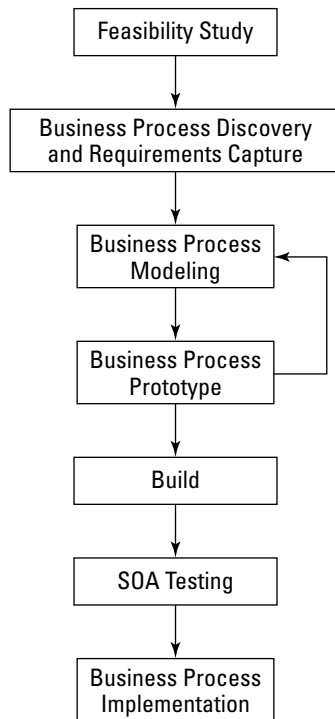 Feasibility Study
Business Process Discovery
and Requirements Capture
Business Process
Modeling
Business Process
Prototype
Build
SOA Testing
Business Process
Implementation